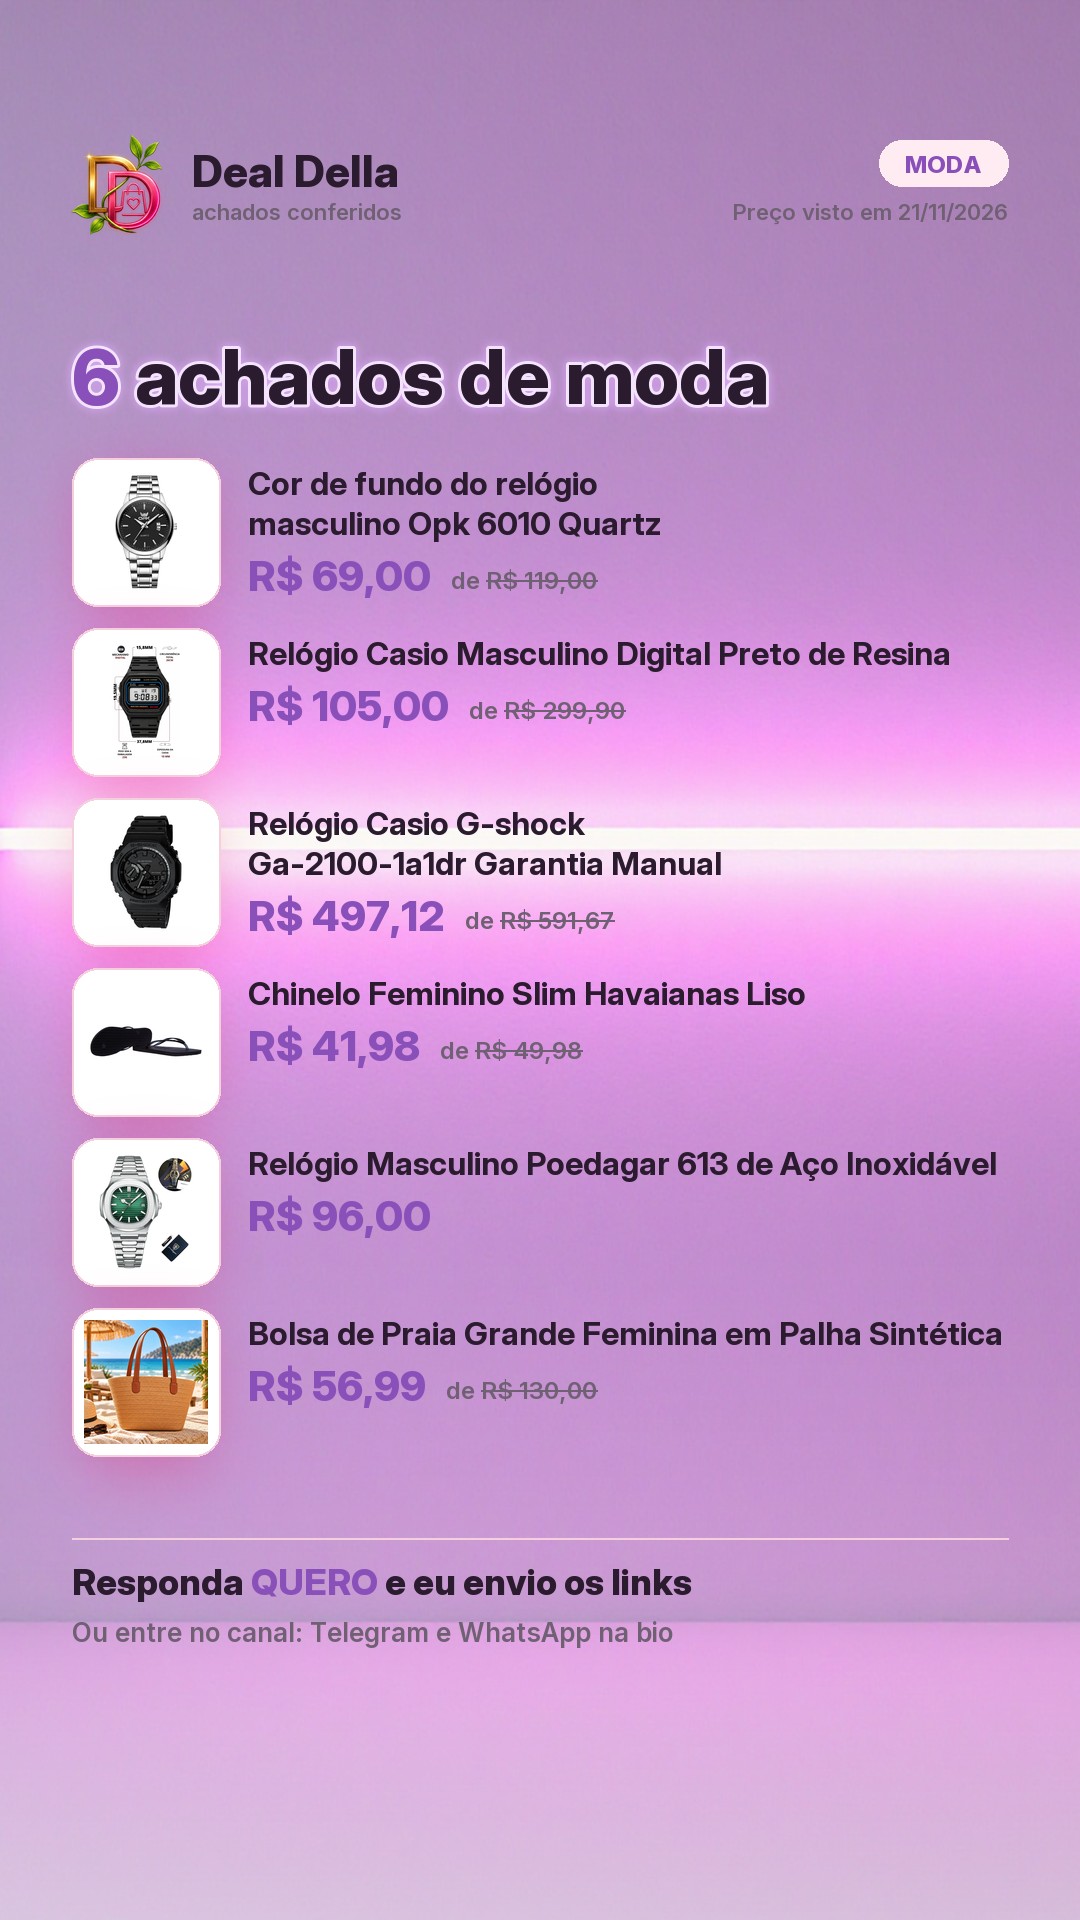 Deal Della
achados conferidos
MODA
Preço visto em 21/11/2026
6 achados de moda
Cor de fundo do relógio
masculino Opk 6010 Quartz
R$ 69,00 de R$ 119,00
Relógio Casio Masculino Digital Preto de Resina
R$ 105,00 de R$ 299,90
Relógio Casio G-shock
Ga-2100-1a1dr Garantia Manual
R$ 497,12 de R$ 591,67
Chinelo Feminino Slim Havaianas Liso
R$ 41,98 de R$ 49,98
Relógio Masculino Poedagar 613 de Aço Inoxidável
R$ 96,00
Bolsa de Praia Grande Feminina em Palha Sintética
R$ 56,99 de R$ 130,00
Responda QUERO e eu envio os links
Ou entre no canal: Telegram e WhatsApp na bio